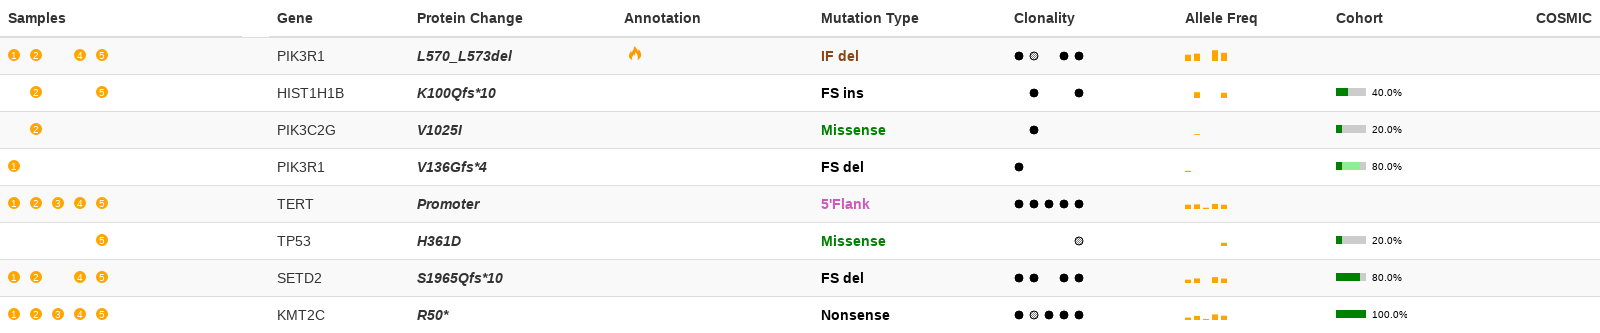 Samples Gene Protein Change Annotation Mutation Type Clonality Allele Freq Cohort COSMIC
1 2 4 5 PIK3R1 L570_L573del IF del
2 5 HIST1H1B K100Qfs*10 FS ins 40.0%
2 PIK3C2G V1025I Missense 20.0%
1 PIK3R1 V136Gfs*4 FS del 80.0%
1 2 3 4 5 TERT Promoter 5'Flank
5 TP53 H361D Missense 20.0%
1 2 4 5 SETD2 S1965Qfs*10 FS del 80.0%
1 2 3 4 5 KMT2C R50* Nonsense 100.0%